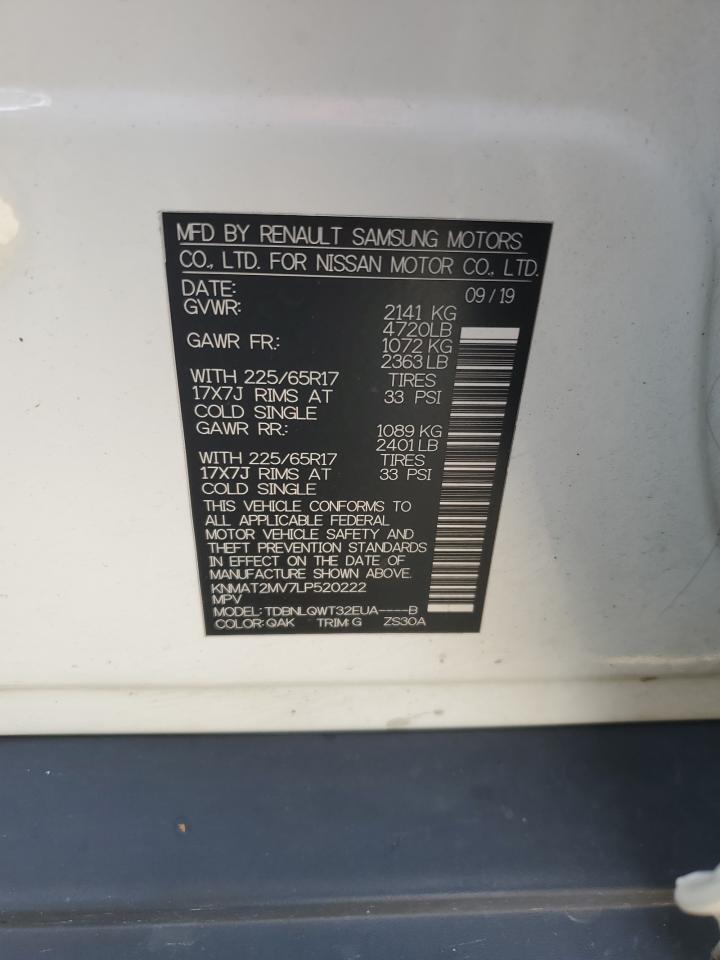 MFD BY RENAULT SAMSUNG MOTORS
CO., LTD. FOR NISSAN MOTOR CO., LTD.
DATE: 09/19
GVWR: 2141 KG
4720LB
GAWR FR: 1072 KG
2363 LB
WITH 225/65R17 TIRES
17X7J RIMS AT 33 PSI
COLD SINGLE
GAWR RR: 1089 KG
2401 LB
WITH 225/65R17 TIRES
17X7J RIMS AT 33 PSI
COLD SINGLE
THIS VEHICLE CONFORMS TO
ALL APPLICABLE FEDERAL
MOTOR VEHICLE SAFETY AND
THEFT PREVENTION STANDARDS
IN EFFECT ON THE DATE OF
MANUFACTURE SHOWN ABOVE.
KNMAT2MV7LP520222
MPV
MODEL: TDBNLQWT32EUA----B
COLOR: QAK TRIM: G ZS30A